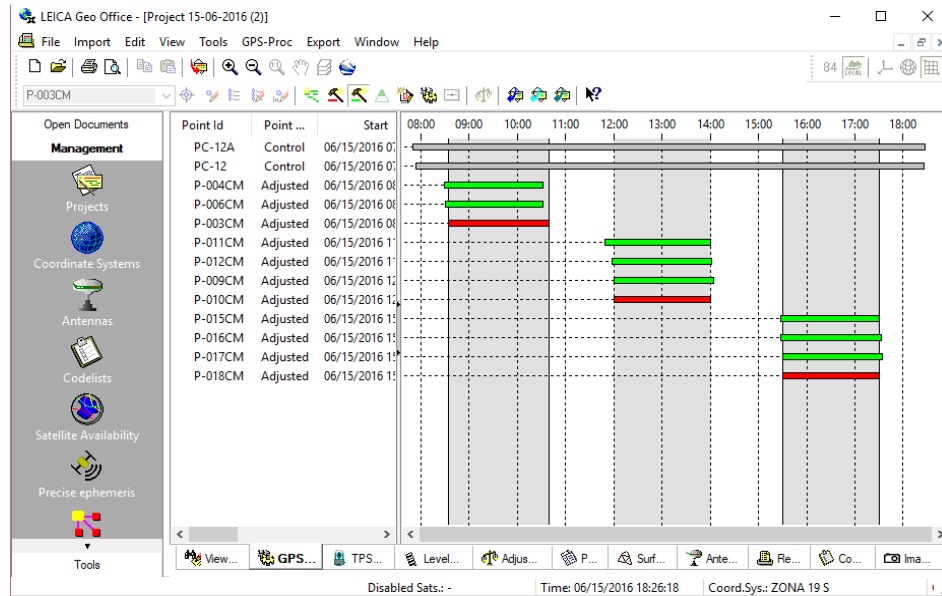 LEICA Geo Office - [Project 15-06-2016 (2)]
File Import Edit View Tools GPS-Proc Export Window Help
84 LOCAL
P-003CM
Open Documents
Management
Projects
Coordinate Systems
Antennas
Codelists
Satellite Availability
Precise ephemeris
Tools
Point Id Point ... Start 08:00 09:00 10:00 11:00 12:00 13:00 14:00 15:00 16:00 17:00 18:00
PC-12A Control 06/15/2016 07
PC-12 Control 06/15/2016 07
P-004CM Adjusted 06/15/2016 08
P-006CM Adjusted 06/15/2016 08
P-003CM Adjusted 06/15/2016 08
P-011CM Adjusted 06/15/2016 11
P-012CM Adjusted 06/15/2016 11
P-009CM Adjusted 06/15/2016 12
P-010CM Adjusted 06/15/2016 12
P-015CM Adjusted 06/15/2016 15
P-016CM Adjusted 06/15/2016 15
P-017CM Adjusted 06/15/2016 15
P-018CM Adjusted 06/15/2016 15
View... GPS... TPS... Level... Adjus... P... Surf... Ante... Re... Co... Ima...
Disabled Sats.: - Time: 06/15/2016 18:26:18 Coord.Sys.: ZONA 19 S